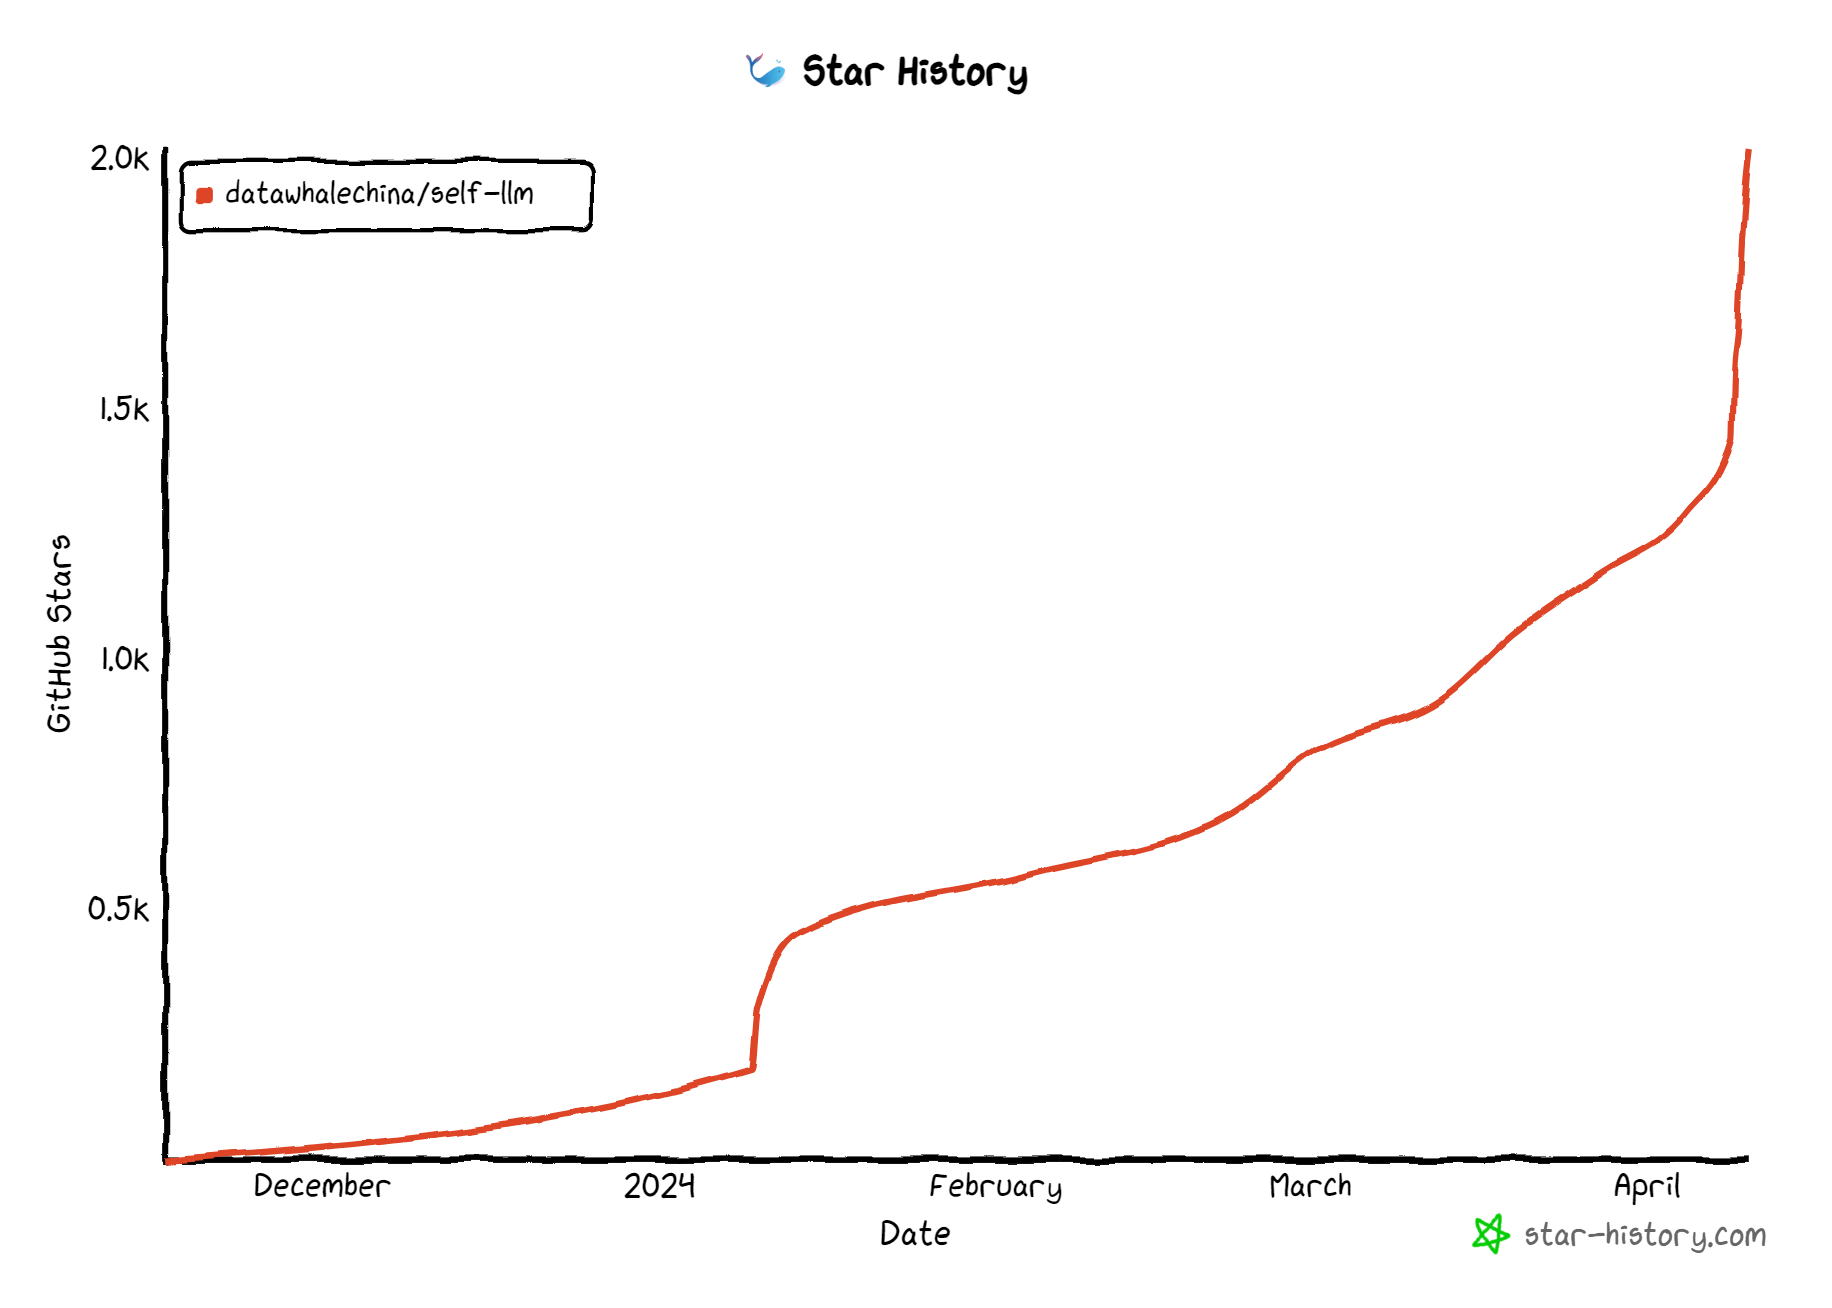 Star History
datawhalechina/self-llm
2.0k
1.5k
1.0k
0.5k
GitHub Stars
December 2024 February March April
Date
star-history.com